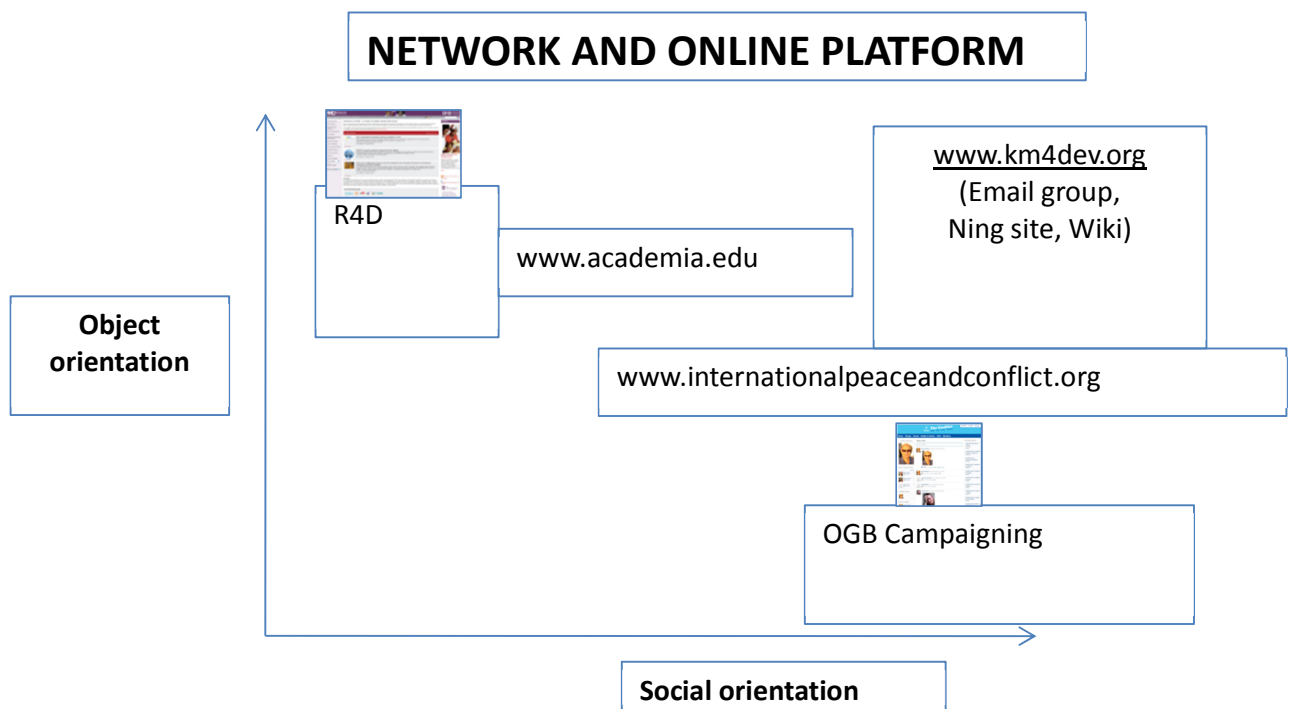 NETWORK AND ONLINE PLATFORM
www.km4dev.org
(Email group,
Ning site, Wiki)
R4D
www.academia.edu
Object
orientation
www.internationalpeaceandconflict.org
OGB Campaigning
Social orientation